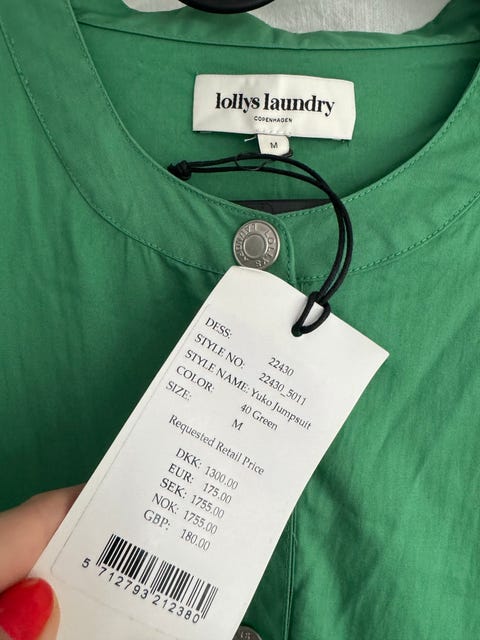 lollys laundry
COPENHAGEN
M
DESS: 22430
STYLE NO: 22430_5011
STYLE NAME: Yuko Jumpsuit
COLOR: 40 Green
SIZE: M
Requested Retail Price
DKK: 1300.00
EUR: 175.00
SEK: 1755.00
NOK: 1755.00
GBP: 180.00
5 712793 212380